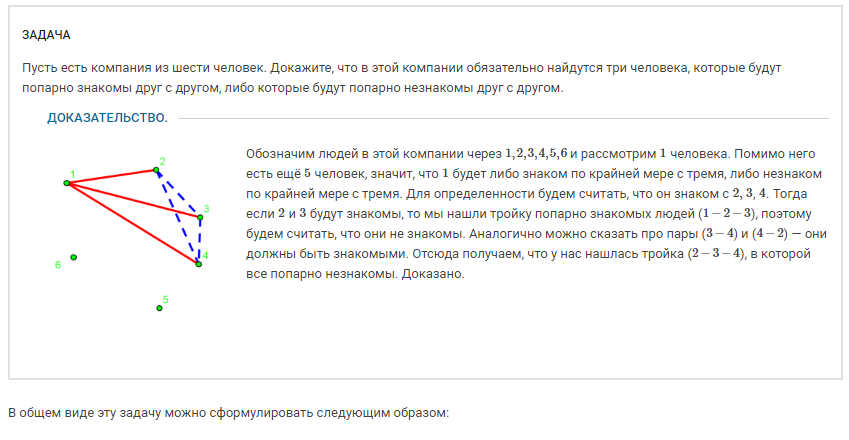 ЗАДАЧА
Пусть есть компания из шести человек. Докажите, что в этой компании обязательно найдутся три человека, которые будут
попарно знакомы друг с другом, либо которые будут попарно незнакомы друг с другом.
ДОКАЗАТЕЛЬСТВО.
1
2
3
4
5
6
Обозначим людей в этой компании через 1,2,3,4,5,6 и рассмотрим 1 человека. Помимо него
есть ещё 5 человек, значит, что 1 будет либо знаком по крайней мере с тремя, либо незнаком
по крайней мере с тремя. Для определенности будем считать, что он знаком с 2, 3, 4. Тогда
если 2 и 3 будут знакомы, то мы нашли тройку попарно знакомых людей (1 − 2 − 3), поэтому
будем считать, что они не знакомы. Аналогично можно сказать про пары (3 − 4) и (4 − 2) — они
должны быть знакомыми. Отсюда получаем, что у нас нашлась тройка (2 − 3 − 4), в которой
все попарно незнакомы. Доказано.
В общем виде эту задачу можно сформулировать следующим образом: